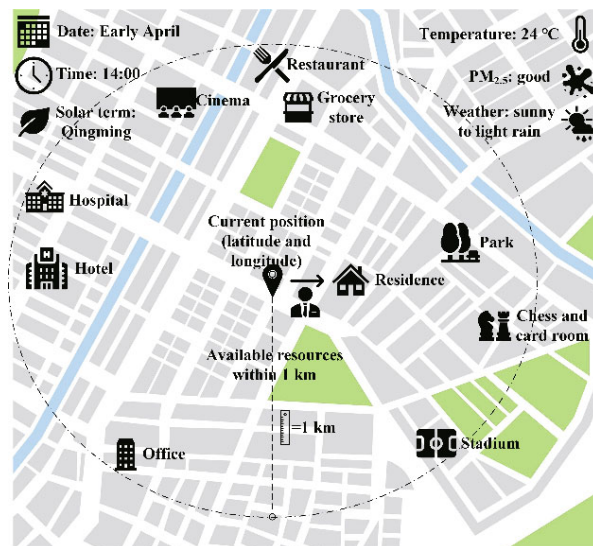 Date: Early April
Temperature: 24 ℃
Restaurant
Time: 14:00
PM2.5: good
Cinema
Grocery
store
Solar term:
Qingming
Weather: sunny
to light rain
Hospital
Current position
(latitude and
longitude)
Park
Hotel
Residence
Chess and
card room
Available resources
within 1 km
=1 km
Office
Stadium